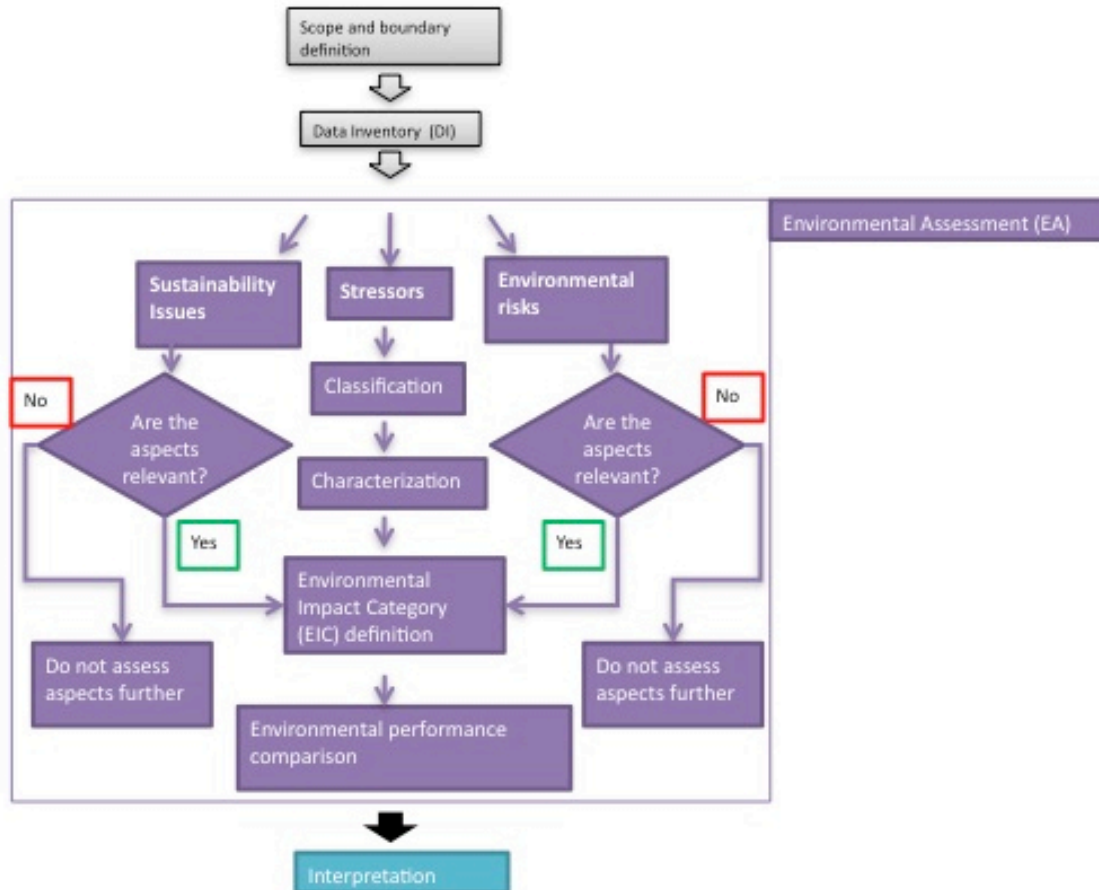 Scope and boundary
definition
Data Inventory (DI)
Environmental Assessment (EA)
Sustainability
Issues
Stressors
Environmental
risks
Classification
No
Are the
aspects
relevant?
Characterization
No
Are the
aspects
relevant?
Yes
Yes
Environmental
Impact Category
(EIC) definition
Do not assess
aspects further
Do not assess
aspects further
Environmental performance
comparison
Interpretation